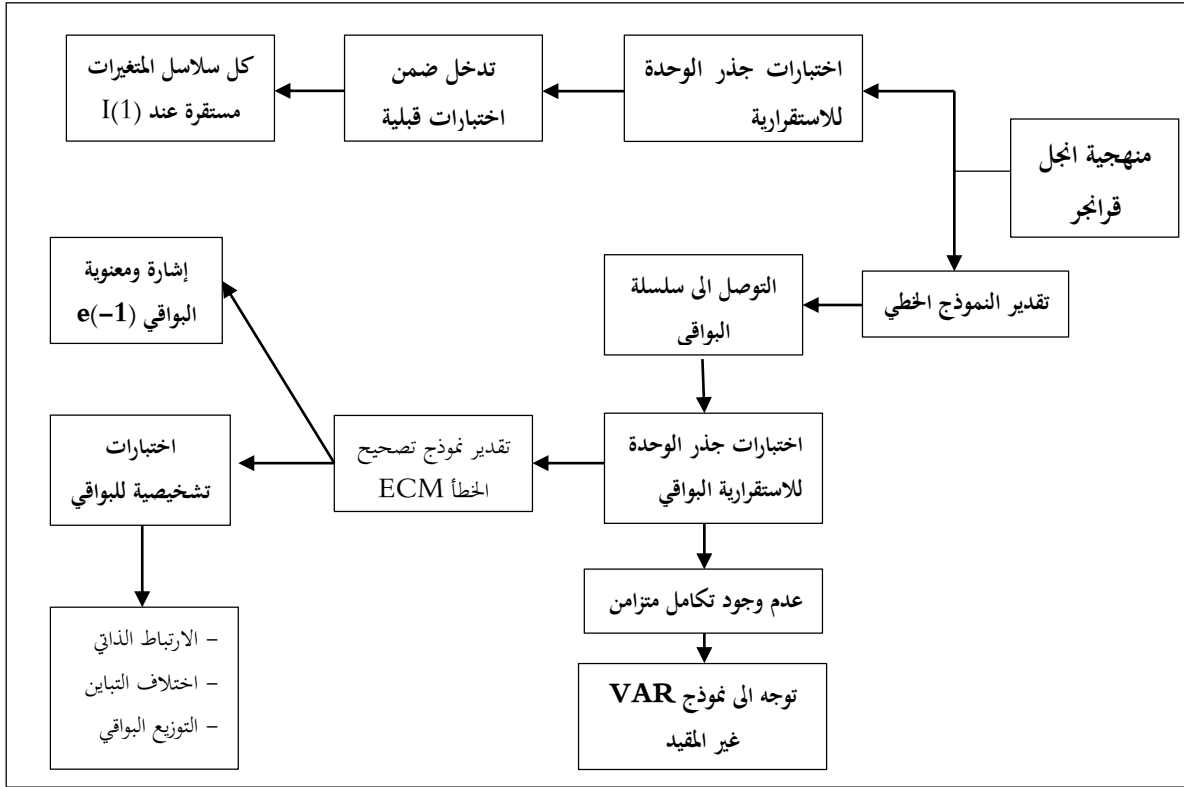 اختبارات جذر الوحدة
للاستقرارية
تدخل ضمن
اختبارات قبلية
كل سلاسل المتغيرات
مستقرة عند I(1)
منهجية انجل
قرانجر
تقدير النموذج الخطي
التوصل الى سلسلة
البواقي
إشارة ومعنوية
البواقي e(–1)
اختبارات جذر الوحدة
للاستقرارية البواقي
تقدير نموذج تصحيح
الخطأ ECM
اختبارات
تشخيصية للبواقي
عدم وجود تكامل متزامن
– الارتباط الذاتي
– اختلاف التباين
– التوزيع البواقي
توجه الى نموذج VAR
غير المقيد